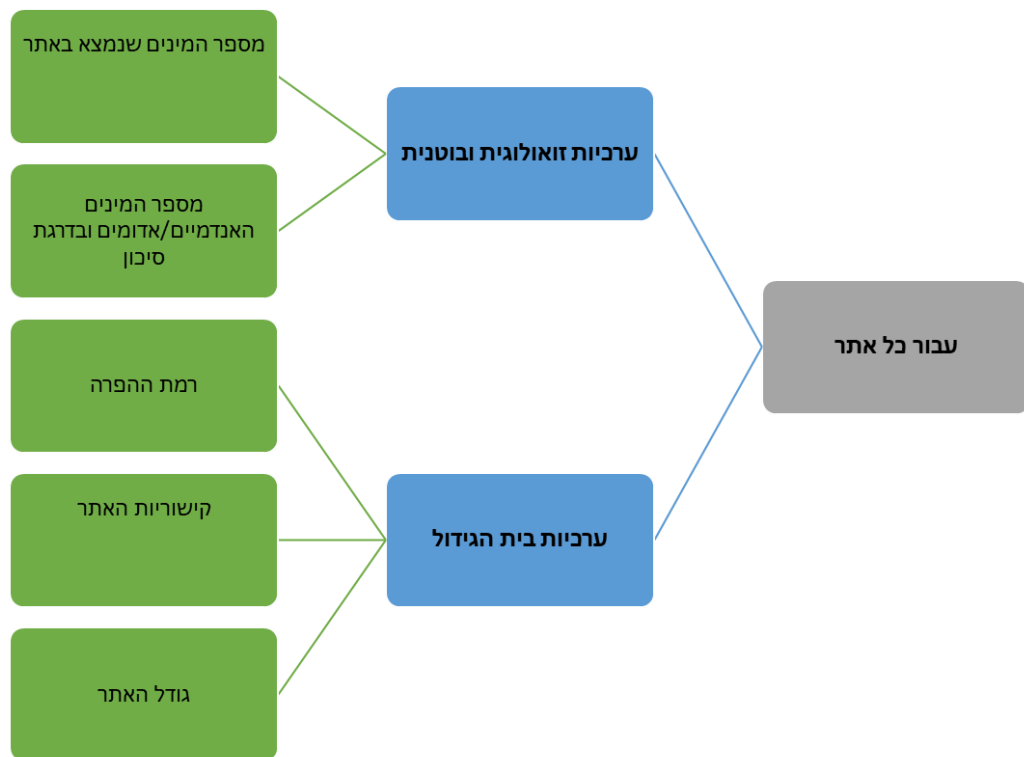 עבור כל אתר
ערכיות זואולוגית ובוטנית
מספר המינים שנמצא באתר
מספר המינים
האנדמיים/אדומים ובדרגת
סיכון
ערכיות בית הגידול
רמת ההפרה
קישוריות האתר
גודל האתר